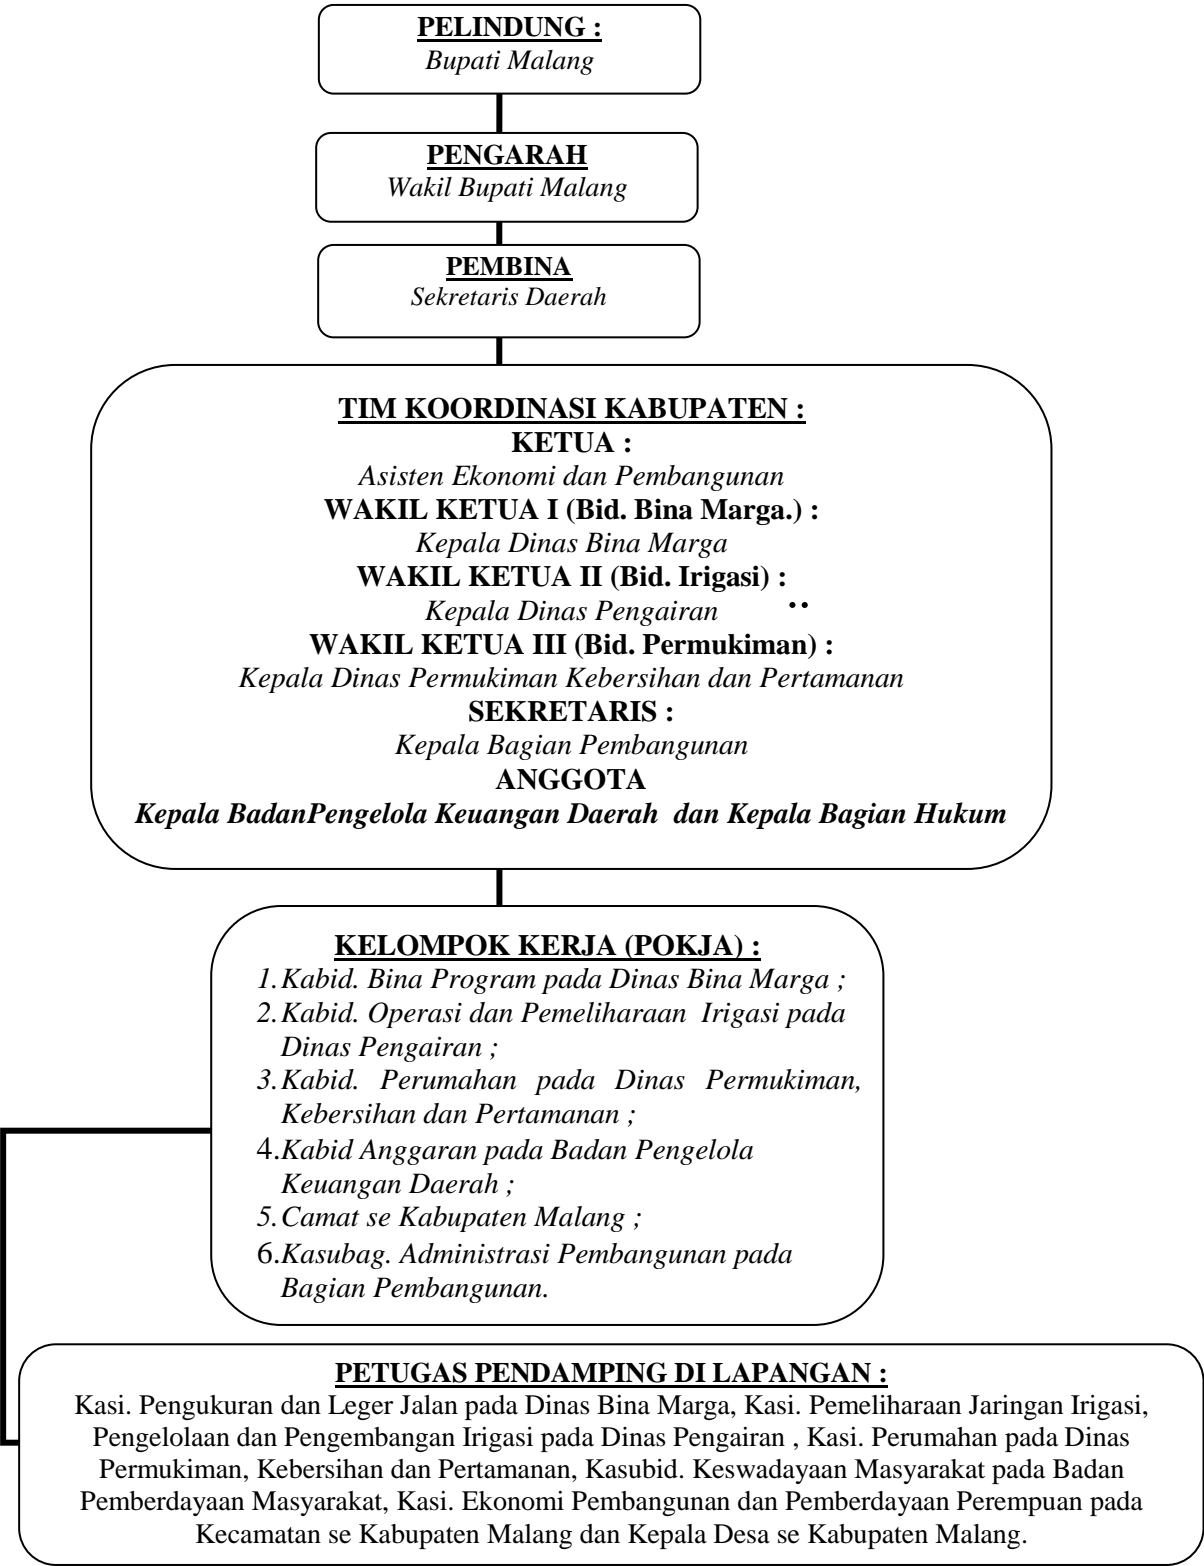 PELINDUNG :
Bupati Malang
PENGARAH
Wakil Bupati Malang
PEMBINA
Sekretaris Daerah
TIM KOORDINASI KABUPATEN :
KETUA :
Asisten Ekonomi dan Pembangunan
WAKIL KETUA I (Bid. Bina Marga.) :
Kepala Dinas Bina Marga
WAKIL KETUA II (Bid. Irigasi) :
Kepala Dinas Pengairan ..
WAKIL KETUA III (Bid. Permukiman) :
Kepala Dinas Permukiman Kebersihan dan Pertamanan
SEKRETARIS :
Kepala Bagian Pembangunan
ANGGOTA
Kepala BadanPengelola Keuangan Daerah dan Kepala Bagian Hukum
KELOMPOK KERJA (POKJA) :
1. Kabid. Bina Program pada Dinas Bina Marga ;
2. Kabid. Operasi dan Pemeliharaan Irigasi pada
Dinas Pengairan ;
3. Kabid. Perumahan pada Dinas Permukiman,
Kebersihan dan Pertamanan ;
4. Kabid Anggaran pada Badan Pengelola
Keuangan Daerah ;
5. Camat se Kabupaten Malang ;
6. Kasubag. Administrasi Pembangunan pada
Bagian Pembangunan.
PETUGAS PENDAMPING DI LAPANGAN :
Kasi. Pengukuran dan Leger Jalan pada Dinas Bina Marga, Kasi. Pemeliharaan Jaringan Irigasi,
Pengelolaan dan Pengembangan Irigasi pada Dinas Pengairan , Kasi. Perumahan pada Dinas
Permukiman, Kebersihan dan Pertamanan, Kasubid. Keswadayaan Masyarakat pada Badan
Pemberdayaan Masyarakat, Kasi. Ekonomi Pembangunan dan Pemberdayaan Perempuan pada
Kecamatan se Kabupaten Malang dan Kepala Desa se Kabupaten Malang.